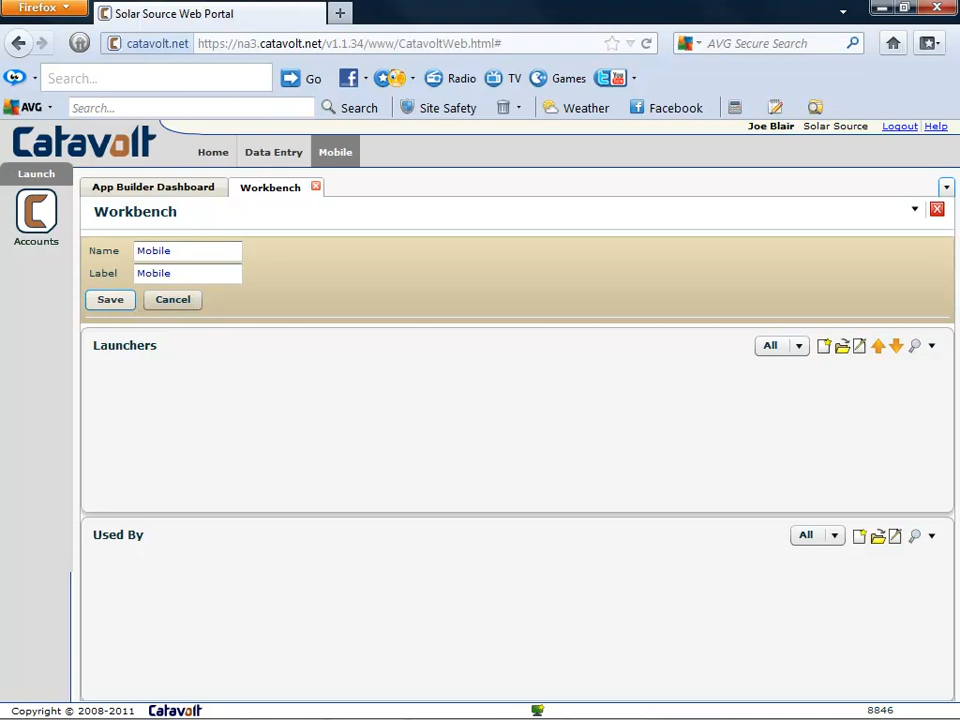 Firefox
Solar Source Web Portal
catavolt.net https://na3.catavolt.net/v1.1.34/www/CatavoltWeb.html#
AVG Secure Search
Search...
Go
Radio
TV
Games
AVG
Search...
Search
Site Safety
Weather
Facebook
Joe Blair Solar Source Logout Help
Catavolt
Home
Data Entry
Mobile
Launch
Accounts
App Builder Dashboard
Workbench
Workbench
Name Mobile
Label Mobile
Save Cancel
Launchers
All
Used By
All
Copyright © 2008-2011 Catavolt
8846